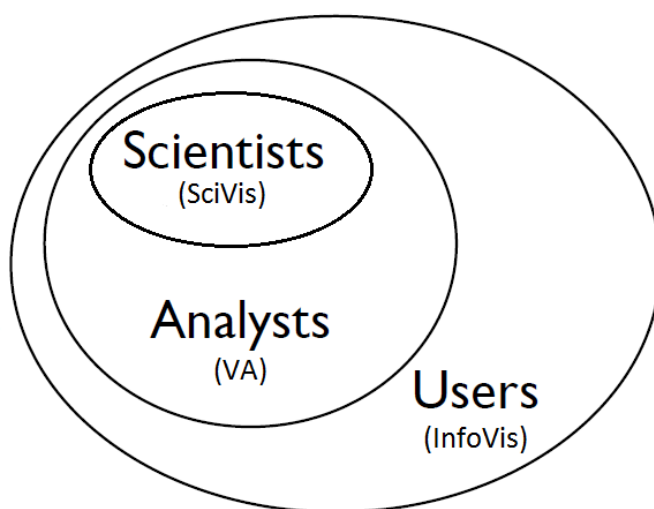 Scientists
(SciVis)
Analysts
(VA)
Users
(InfoVis)